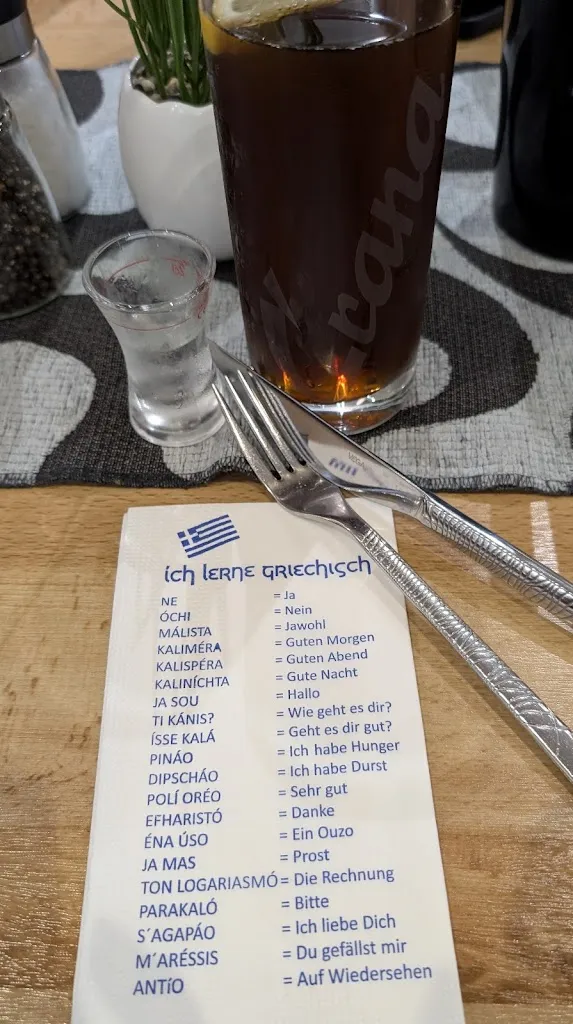 rana
ich lerne griechisch
NE = Ja
ÓCHI = Nein
MÁLISTA = Jawohl
KALIMÉRA = Guten Morgen
KALISPÉRA = Guten Abend
KALINÍCHTA = Gute Nacht
JA SOU = Hallo
TI KÁNIS? = Wie geht es dir?
ÍSSE KALÁ = Geht es dir gut?
PINÁO = Ich habe Hunger
DIPSCHÁO = Ich habe Durst
POLÍ ORÉO = Sehr gut
EFHARISTÓ = Danke
ÉNA ÚSO = Ein Ouzo
JA MAS = Prost
TON LOGARIASMÓ = Die Rechnung
PARAKALÓ = Bitte
S´AGAPÁO = Ich liebe Dich
M´ARÉSSIS = Du gefällst mir
ANTÍO = Auf Wiedersehen